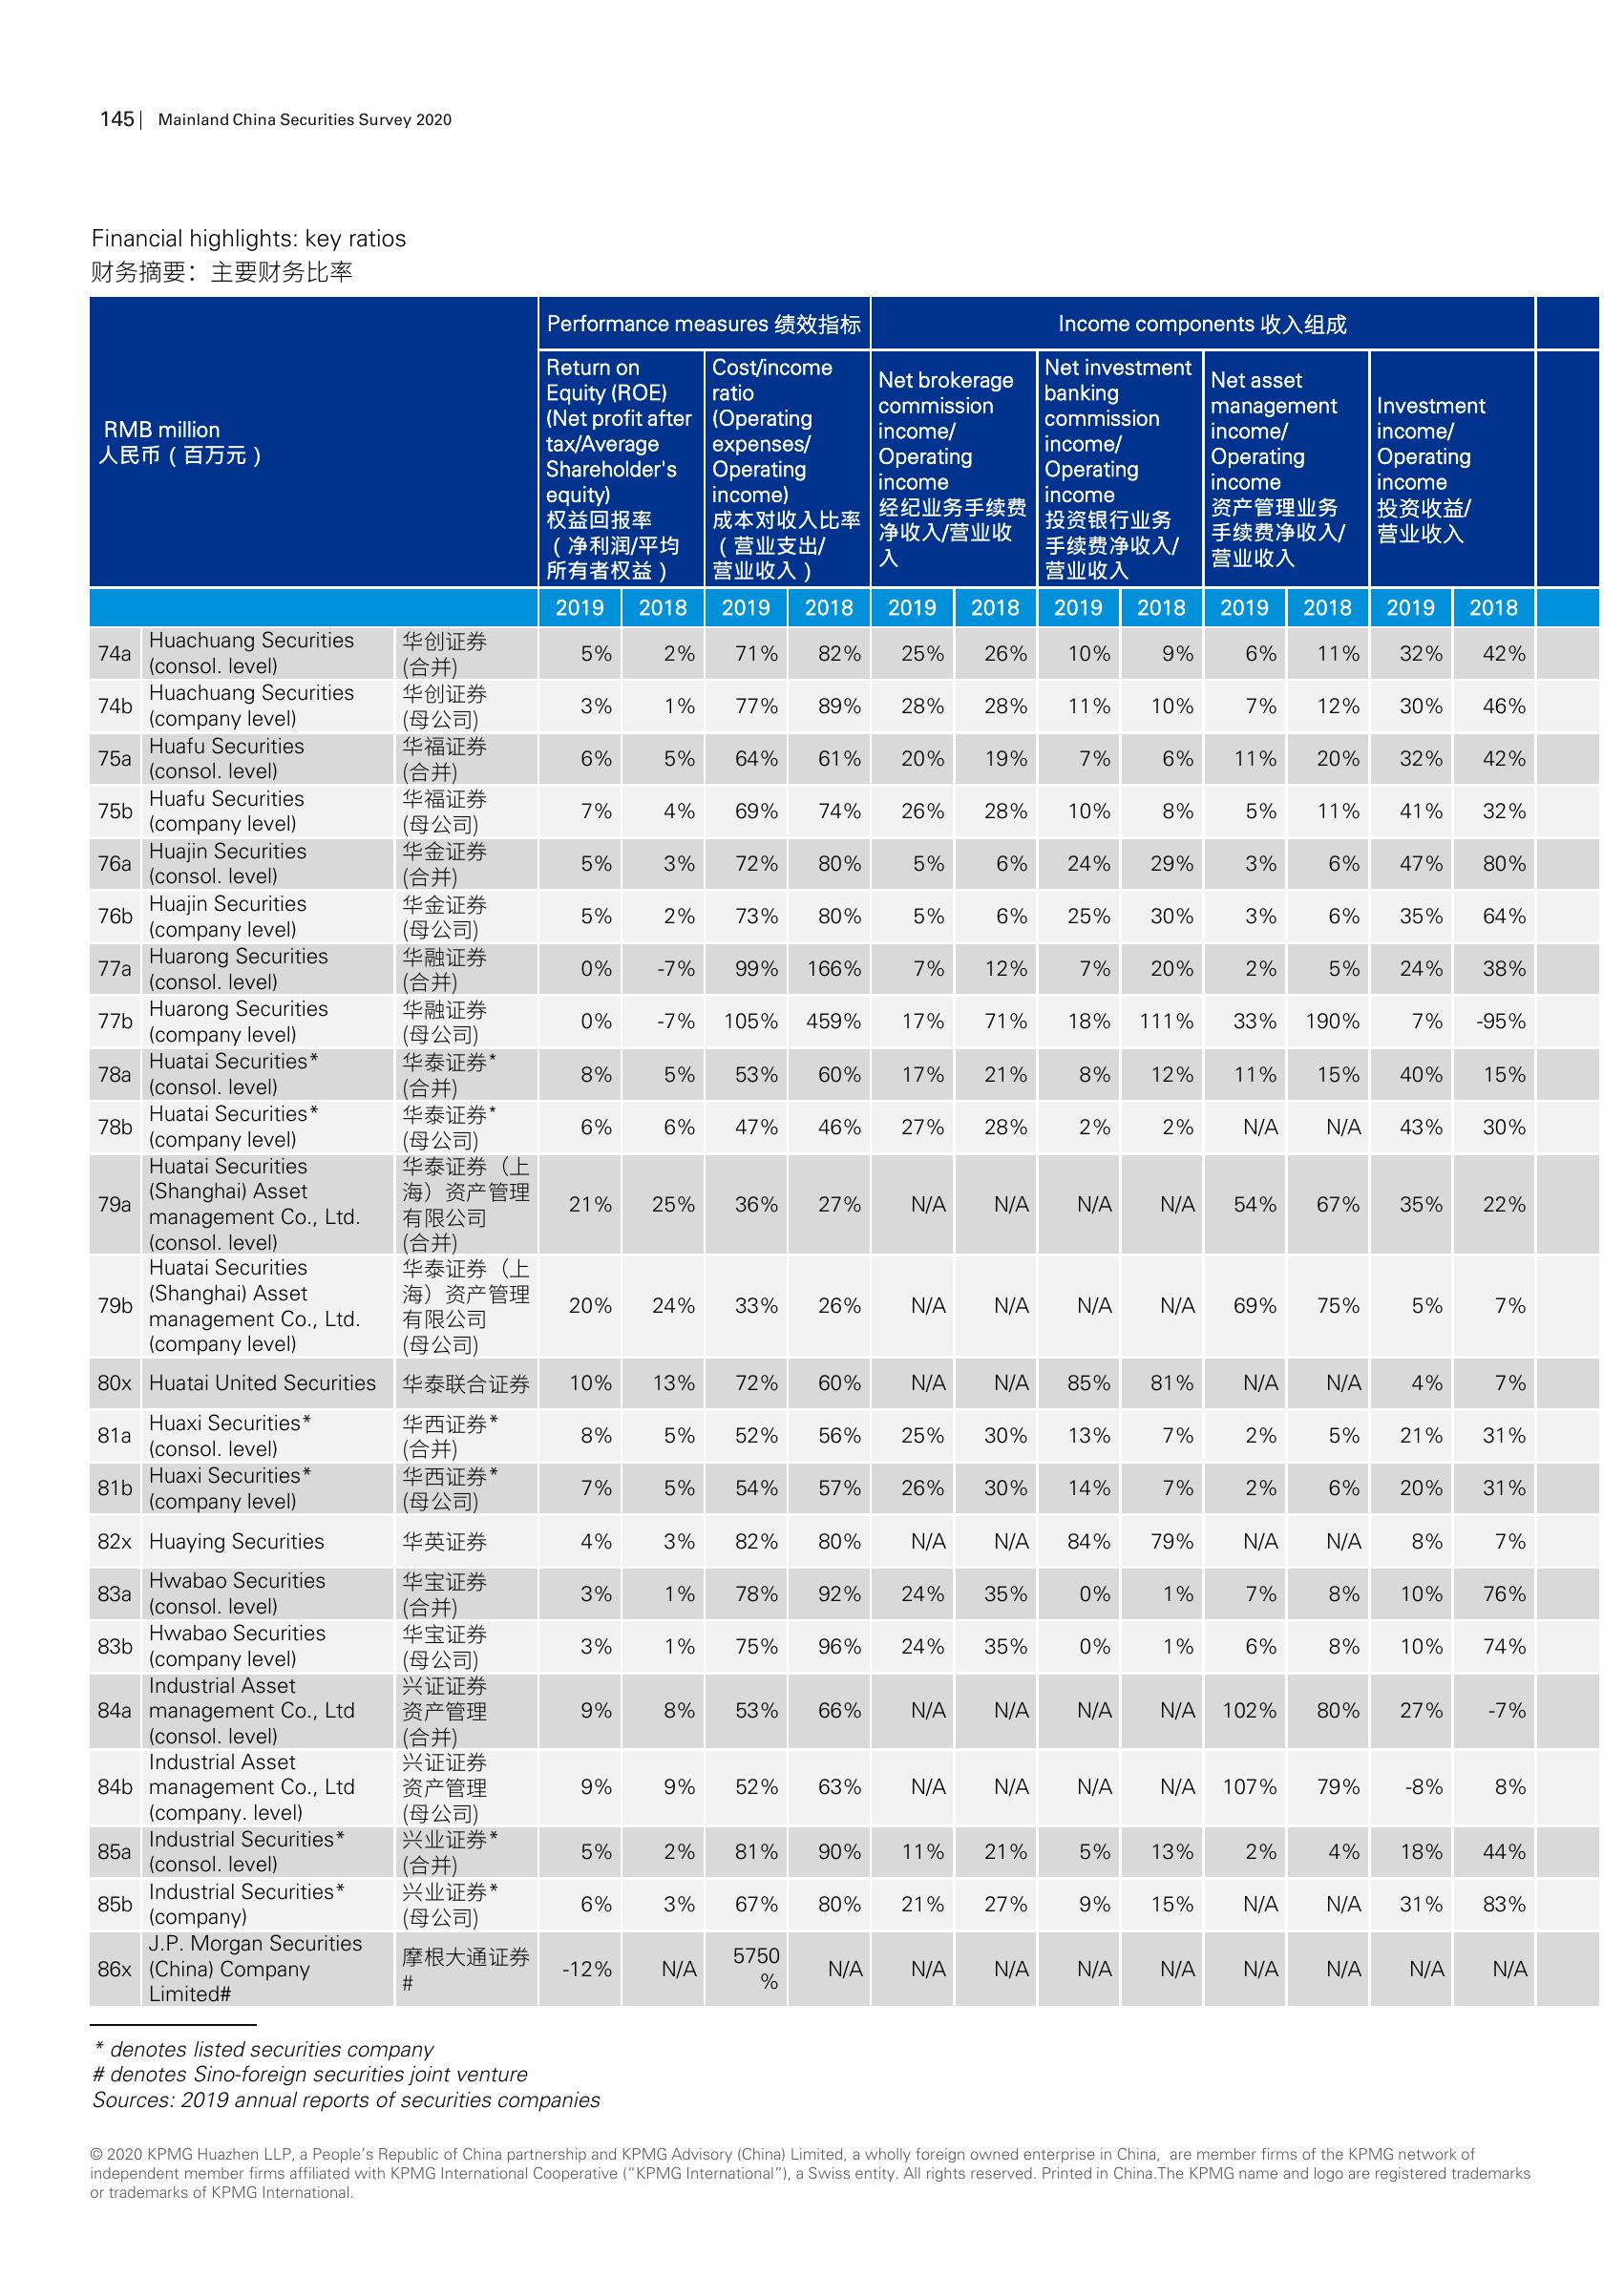 145 | Mainland China Securities Survey 2020
Financial highlights: key ratios
财务摘要：主要财务比率
RMB million
人民币（百万元）
Performance measures 绩效指标
Income components 收入组成
Return on
Equity (ROE)
(Net profit after
tax/Average
Shareholder's
equity)
权益回报率
（净利润/平均
所有者权益）
Cost/income
ratio
(Operating
expenses/
Operating
income)
成本对收入比率
（营业支出/
营业收入）
Net brokerage
commission
income/
Operating
income
经纪业务手续费
净收入/营业收
入
Net investment
banking
commission
income/
Operating
income
投资银行业务
手续费净收入/
营业收入
Net asset
management
income/
Operating
income
资产管理业务
手续费净收入/
营业收入
Investment
income/
Operating
income
投资收益/
营业收入
2019 2018 2019 2018 2019 2018 2019 2018 2019 2018 2019 2018
74a Huachuang Securities (consol. level) 华创证券 (合并) 5% 2% 71% 82% 25% 26% 10% 9% 6% 11% 32% 42%
74b Huachuang Securities (company level) 华创证券 (母公司) 3% 1% 77% 89% 28% 28% 11% 10% 7% 12% 30% 46%
75a Huafu Securities (consol. level) 华福证券 (合并) 6% 5% 64% 61% 20% 19% 7% 6% 11% 20% 32% 42%
75b Huafu Securities (company level) 华福证券 (母公司) 7% 4% 69% 74% 26% 28% 10% 8% 5% 11% 41% 32%
76a Huajin Securities (consol. level) 华金证券 (合并) 5% 3% 72% 80% 5% 6% 24% 29% 3% 6% 47% 80%
76b Huajin Securities (company level) 华金证券 (母公司) 5% 2% 73% 80% 5% 6% 25% 30% 3% 6% 35% 64%
77a Huarong Securities (consol. level) 华融证券 (合并) 0% -7% 99% 166% 7% 12% 7% 20% 2% 5% 24% 38%
77b Huarong Securities (company level) 华融证券 (母公司) 0% -7% 105% 459% 17% 71% 18% 111% 33% 190% 7% -95%
78a Huatai Securities* (consol. level) 华泰证券* (合并) 8% 5% 53% 60% 17% 21% 8% 12% 11% 15% 40% 15%
78b Huatai Securities* (company level) 华泰证券* (母公司) 6% 6% 47% 46% 27% 28% 2% 2% N/A N/A 43% 30%
79a Huatai Securities (Shanghai) Asset management Co., Ltd. (consol. level) 华泰证券（上海）资产管理有限公司 (合并) 21% 25% 36% 27% N/A N/A N/A N/A 54% 67% 35% 22%
79b Huatai Securities (Shanghai) Asset management Co., Ltd. (company level) 华泰证券（上海）资产管理有限公司 (母公司) 20% 24% 33% 26% N/A N/A N/A N/A 69% 75% 5% 7%
80x Huatai United Securities 华泰联合证券 10% 13% 72% 60% N/A N/A 85% 81% N/A N/A 4% 7%
81a Huaxi Securities* (consol. level) 华西证券* (合并) 8% 5% 52% 56% 25% 30% 13% 7% 2% 5% 21% 31%
81b Huaxi Securities* (company level) 华西证券* (母公司) 7% 5% 54% 57% 26% 30% 14% 7% 2% 6% 20% 31%
82x Huaying Securities 华英证券 4% 3% 82% 80% N/A N/A 84% 79% N/A N/A 8% 7%
83a Hwabao Securities (consol. level) 华宝证券 (合并) 3% 1% 78% 92% 24% 35% 0% 1% 7% 8% 10% 76%
83b Hwabao Securities (company level) 华宝证券 (母公司) 3% 1% 75% 96% 24% 35% 0% 1% 6% 8% 10% 74%
84a Industrial Asset management Co., Ltd (consol. level) 兴证证券资产管理 (合并) 9% 8% 53% 66% N/A N/A N/A N/A 102% 80% 27% -7%
84b Industrial Asset management Co., Ltd (company. level) 兴证证券资产管理 (母公司) 9% 9% 52% 63% N/A N/A N/A N/A 107% 79% -8% 8%
85a Industrial Securities* (consol. level) 兴业证券* (合并) 5% 2% 81% 90% 11% 21% 5% 13% 2% 4% 18% 44%
85b Industrial Securities* (company) 兴业证券* (母公司) 6% 3% 67% 80% 21% 27% 9% 15% N/A N/A 31% 83%
86x J.P. Morgan Securities (China) Company Limited# 摩根大通证券# -12% N/A 5750% N/A N/A N/A N/A N/A N/A N/A N/A N/A
* denotes listed securities company
# denotes Sino-foreign securities joint venture
Sources: 2019 annual reports of securities companies
© 2020 KPMG Huazhen LLP, a People's Republic of China partnership and KPMG Advisory (China) Limited, a wholly foreign owned enterprise in China, are member firms of the KPMG network of
independent member firms affiliated with KPMG International Cooperative ("KPMG International"), a Swiss entity. All rights reserved. Printed in China.The KPMG name and logo are registered trademarks
or trademarks of KPMG International.